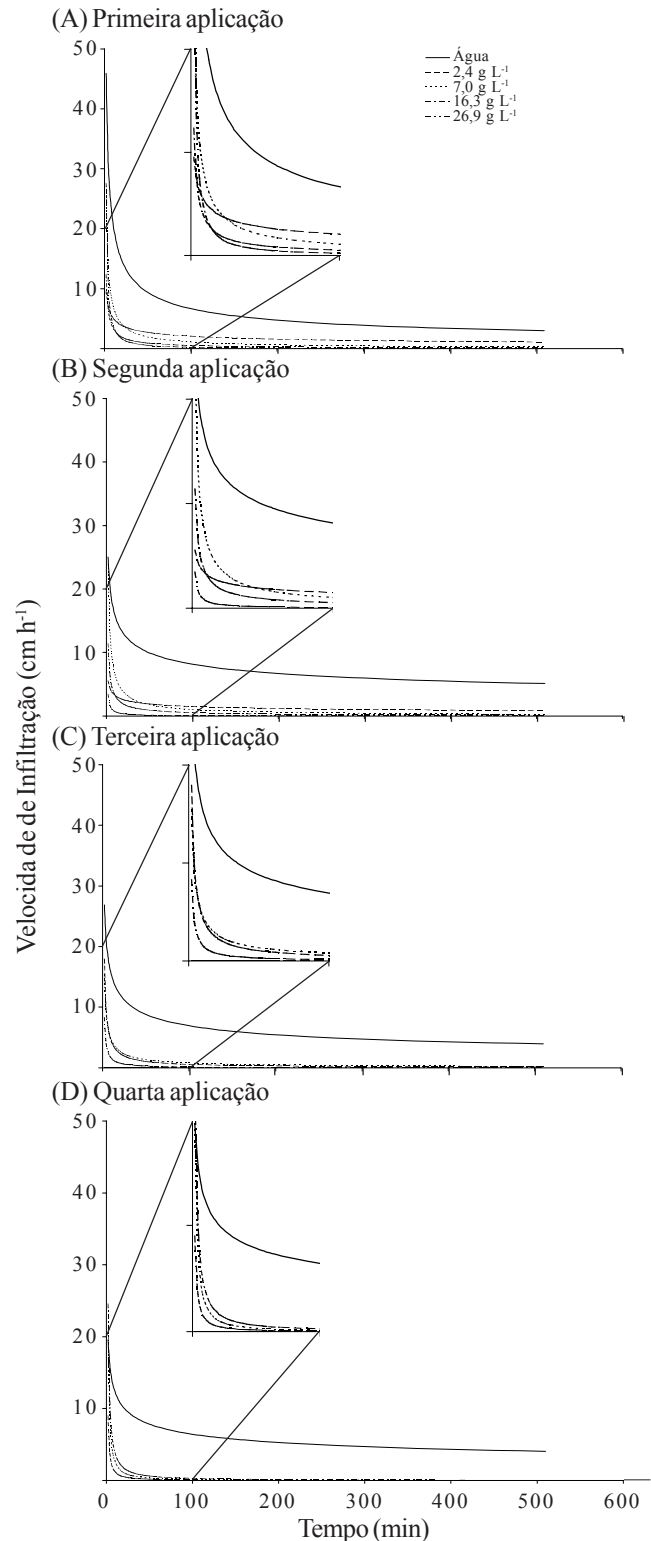 (A) Primeira aplicação
50
40
30
20
10
Água
2,4 g L⁻¹
7,0 g L⁻¹
16,3 g L⁻¹
26,9 g L⁻¹
(B) Segunda aplicação
50
40
30
20
10
(C) Terceira aplicação
50
40
30
20
10
(D) Quarta aplicação
50
40
30
20
10
0 100 200 300 400 500 600
Tempo (min)
Velocida de de Infiltração (cm h⁻¹)